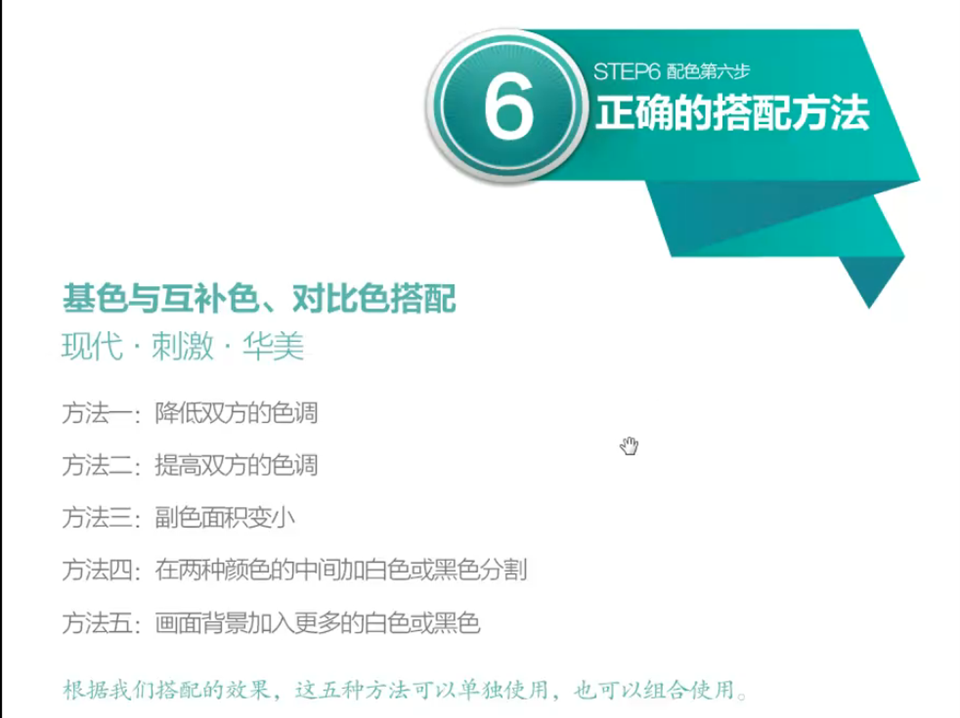 6
STEP6 配色第六步
正确的搭配方法
基色与互补色、对比色搭配
现代·刺激·华美
方法一：降低双方的色调
方法二：提高双方的色调
方法三：副色面积变小
方法四：在两种颜色的中间加白色或黑色分割
方法五：画面背景加入更多的白色或黑色
根据我们搭配的效果，这五种方法可以单独使用，也可以组合使用。